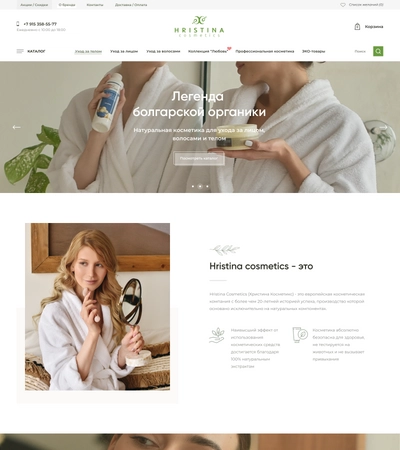 Акции / Скидки
О бренде
Контакты
Доставка / Оплата
Список желаний (0)
+7 915 358-55-77
Ежедневно с 10:00 до 18:00
HRISTINA
COSMETICS
Корзина
КАТАЛОГ
Уход за телом
Уход за лицом
Уход за волосами
Коллекция "Любовь"
Профессиональная косметика
ЭКО-товары
Поиск
Легенда
болгарской органики
Натуральная косметика для ухода за лицом,
волосами и телом
Hristina cosmetics - это
Hristina Cosmetics (Христина Косметикс) - это европейская косметическая
компания с более чем 20-летней историей успеха, производство которой
основано исключительно на натуральных компонентах.
Наивысший эффект от
использования
косметических средств
достигается благодаря
100% натуральным
экстрактам
Косметика абсолютно
безопасна для здоровья,
не тестируется на
животных и не вызывает
привыкания